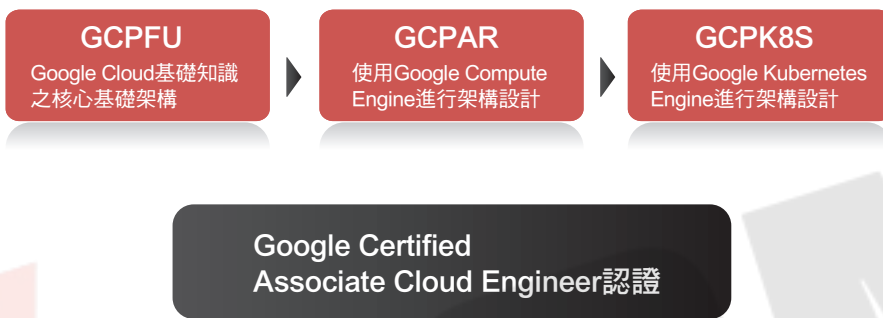 GCPFU
Google Cloud基礎知識
之核心基礎架構
GCPAR
使用Google Compute
Engine進行架構設計
GCPK8S
使用Google Kubernetes
Engine進行架構設計
Google Certified
Associate Cloud Engineer認證